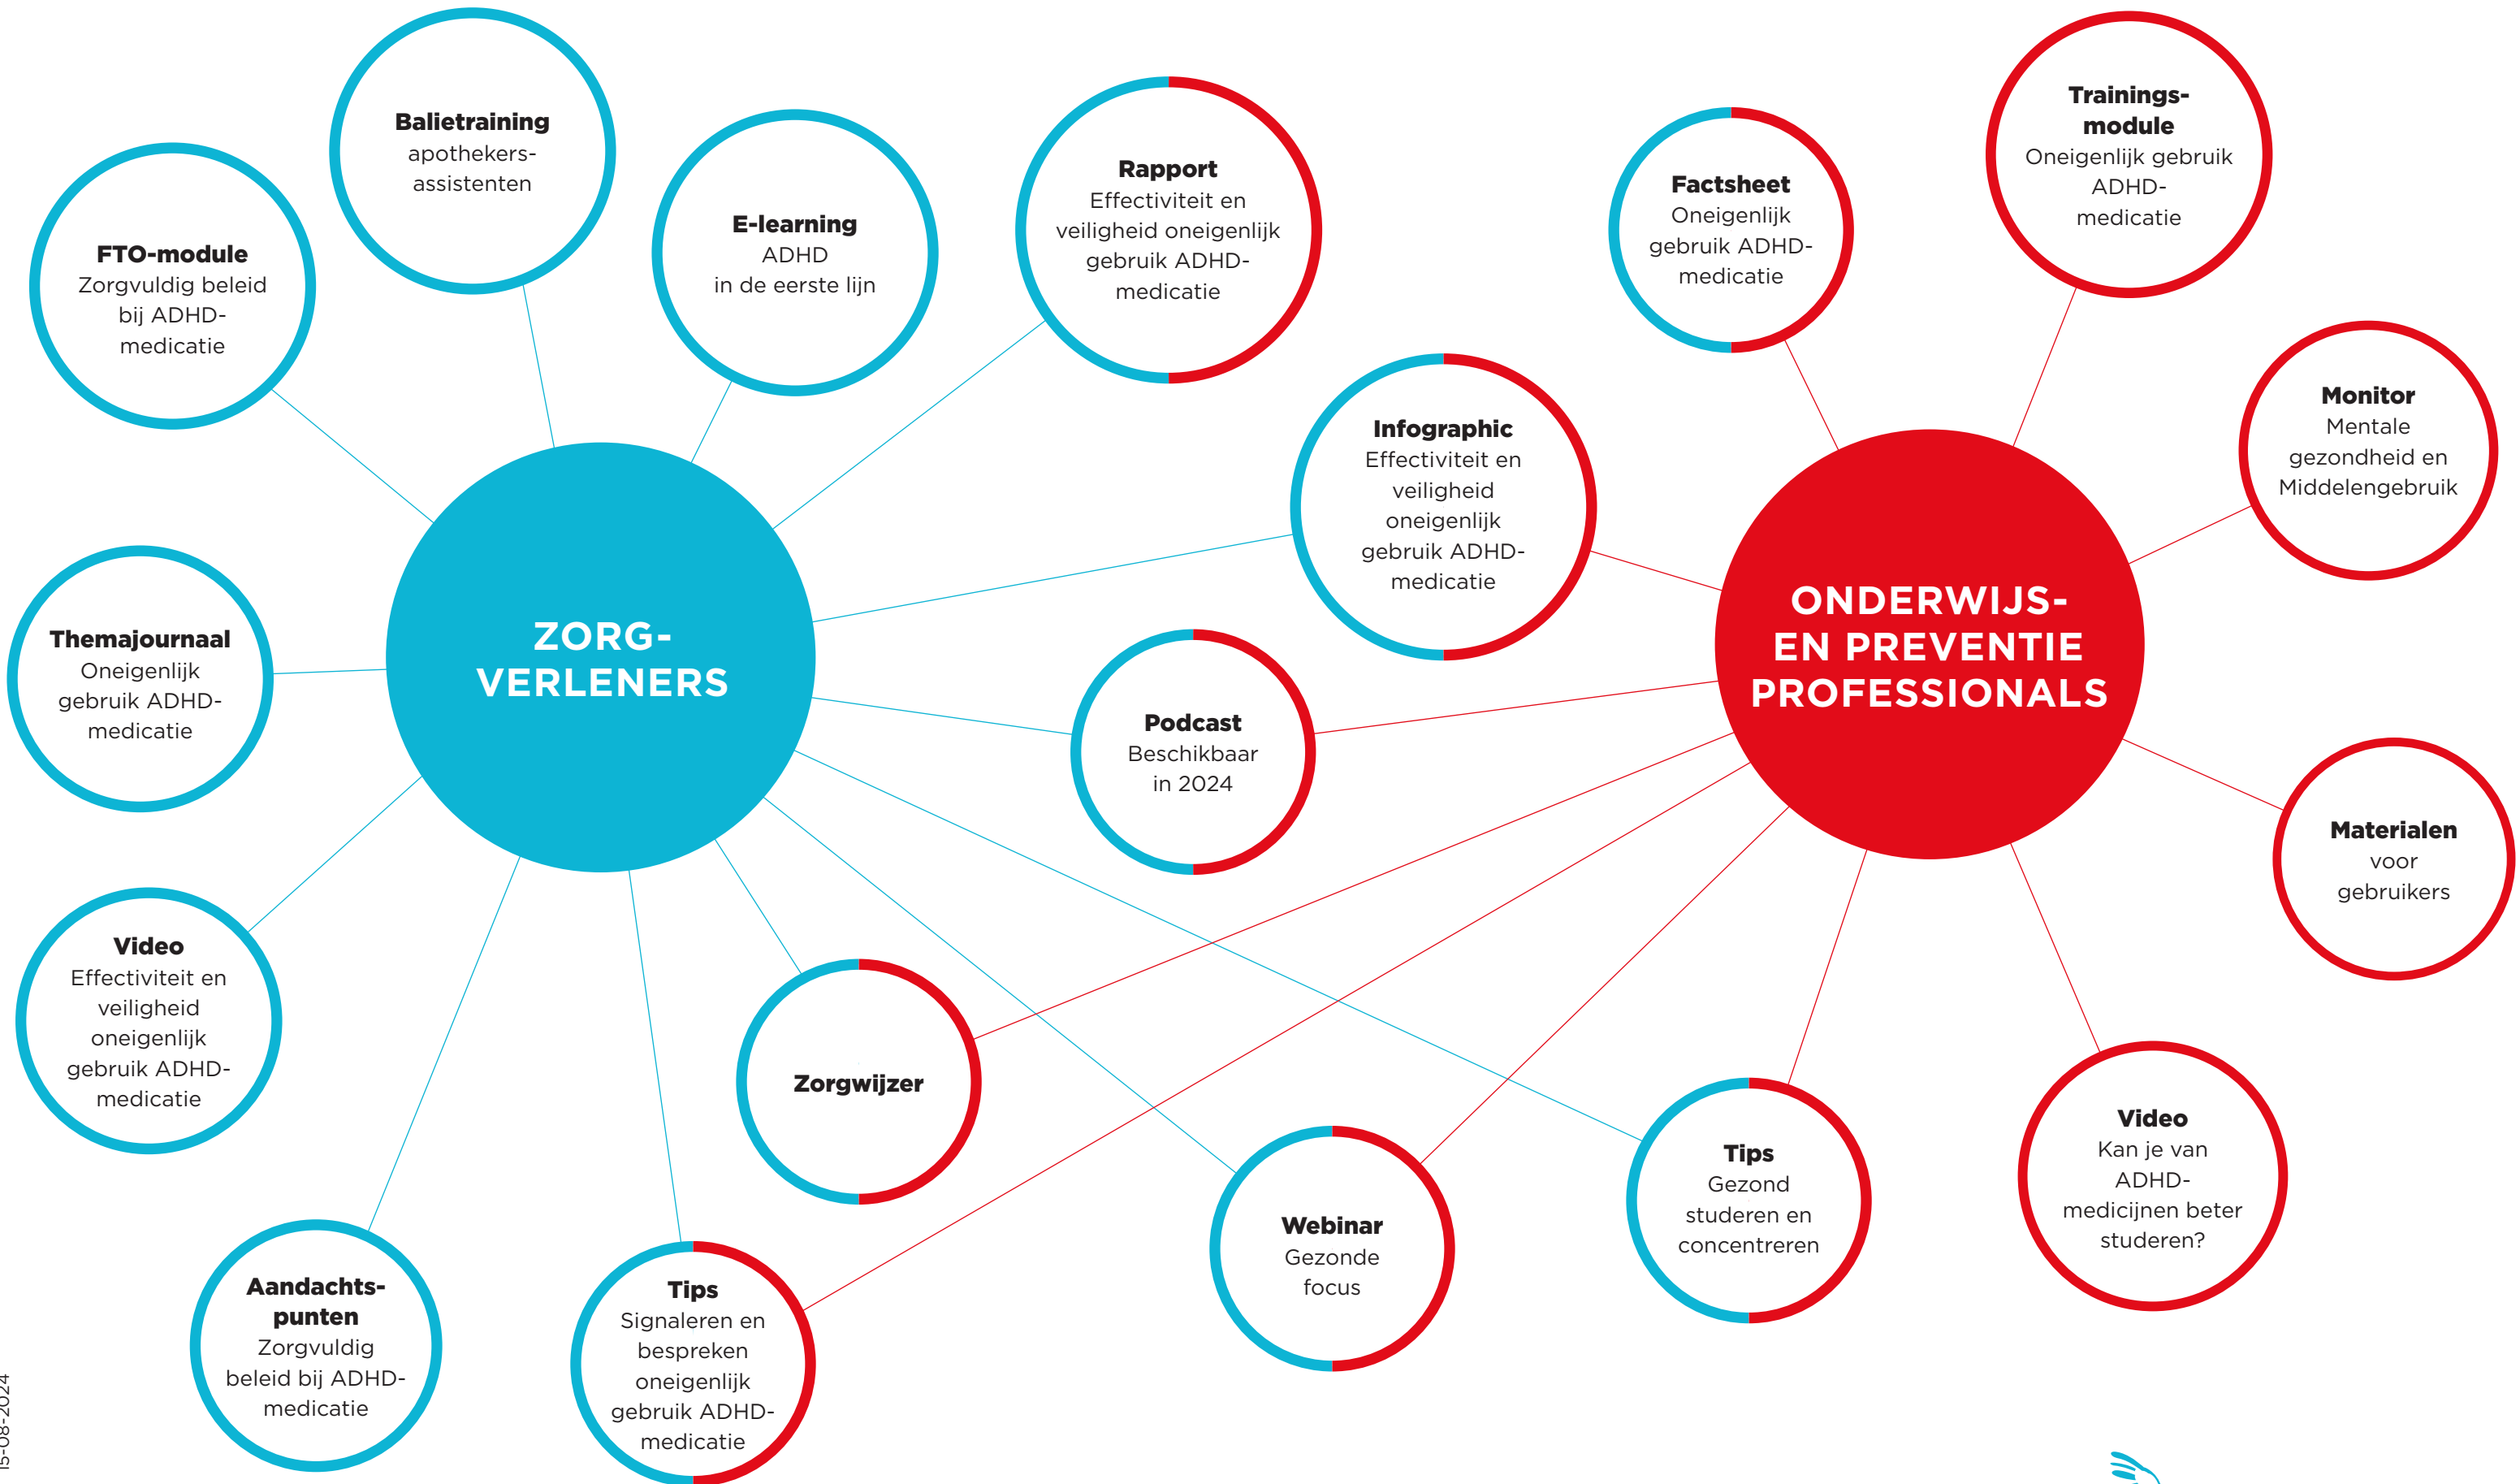 Balietraining
apothekers-
assistenten
FTO-module
Zorgvuldig beleid
bij ADHD-
medicatie
E-learning
ADHD
in de eerste lijn
Rapport
Effectiviteit en
veiligheid oneigenlijk
gebruik ADHD-
medicatie
Factsheet
Oneigenlijk
gebruik ADHD-
medicatie
Trainings-
module
Oneigenlijk gebruik
ADHD-
medicatie
Infographic
Effectiviteit en
veiligheid
oneigenlijk
gebruik ADHD-
medicatie
Monitor
Mentale
gezondheid en
Middelengebruik
Themajournaal
Oneigenlijk
gebruik ADHD-
medicatie
ZORG-
VERLENERS
ONDERWIJS-
EN PREVENTIE
PROFESSIONALS
Podcast
Beschikbaar
in 2024
Materialen
voor
gebruikers
Video
Effectiviteit en
veiligheid
oneigenlijk
gebruik ADHD-
medicatie
Zorgwijzer
Aandachts-
punten
Zorgvuldig
beleid bij ADHD-
medicatie
Tips
Signaleren en
bespreken
oneigenlijk
gebruik ADHD-
medicatie
Webinar
Gezonde
focus
Tips
Gezond
studeren en
concentreren
Video
Kan je van
ADHD-
medicijnen beter
studeren?
15-08-2024